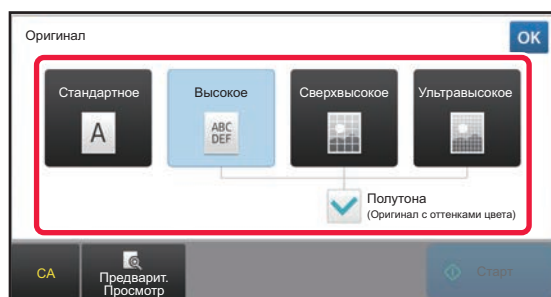 Оригинал
OK
Стандартное
Высокое
Сверхвысокое
Ультравысокое
A
ABC
DEF
Полутона
(Оригинал с оттенками цвета)
CA
Предварит.
Просмотр
Старт